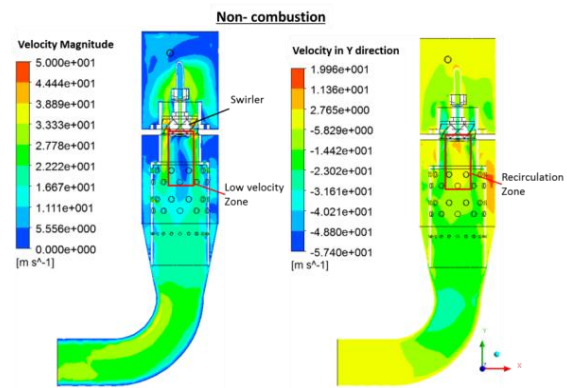 Non- combustion
Velocity Magnitude
5.000e+001
4.444e+001
3.889e+001
3.333e+001
2.778e+001
2.222e+001
1.667e+001
1.111e+001
5.556e+000
0.000e+000
[m s^-1]
Swirler
Low velocity
Zone
Velocity in Y direction
1.996e+001
1.136e+001
2.765e+000
-5.829e+000
-1.442e+001
-2.302e+001
-3.161e+001
-4.021e+001
-4.880e+001
-5.740e+001
[m s^-1]
Recirculation
Zone
Y
X